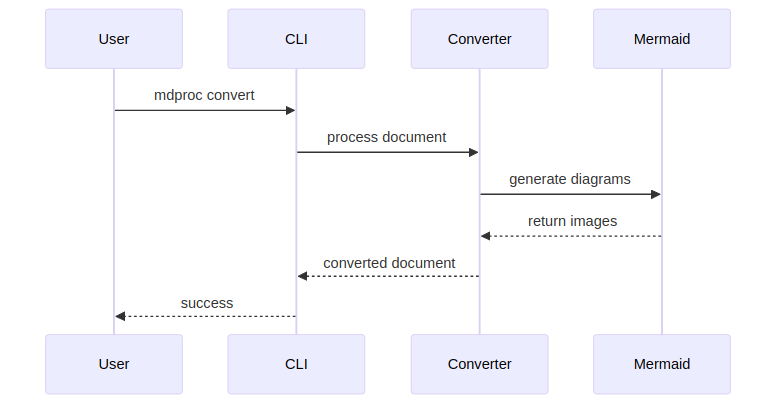 User
CLI
Converter
Mermaid
mdproc convert
process document
generate diagrams
return images
converted document
success
User
CLI
Converter
Mermaid